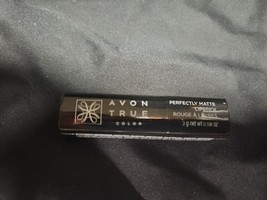 AVON
TRUE
COLOR
PERFECTLY MATTE
LIPSTICK
ROUGE À LÈVRES